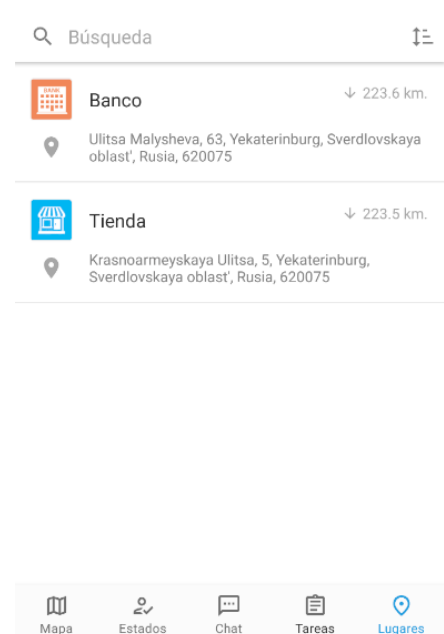 Búsqueda
BANK
Banco
223.6 km.
Ulitsa Malysheva, 63, Yekaterinburg, Sverdlovskaya
oblast', Rusia, 620075
Tienda
223.5 km.
Krasnoarmeyskaya Ulitsa, 5, Yekaterinburg,
Sverdlovskaya oblast', Rusia, 620075
Mapa
Estados
Chat
Tareas
Lugares